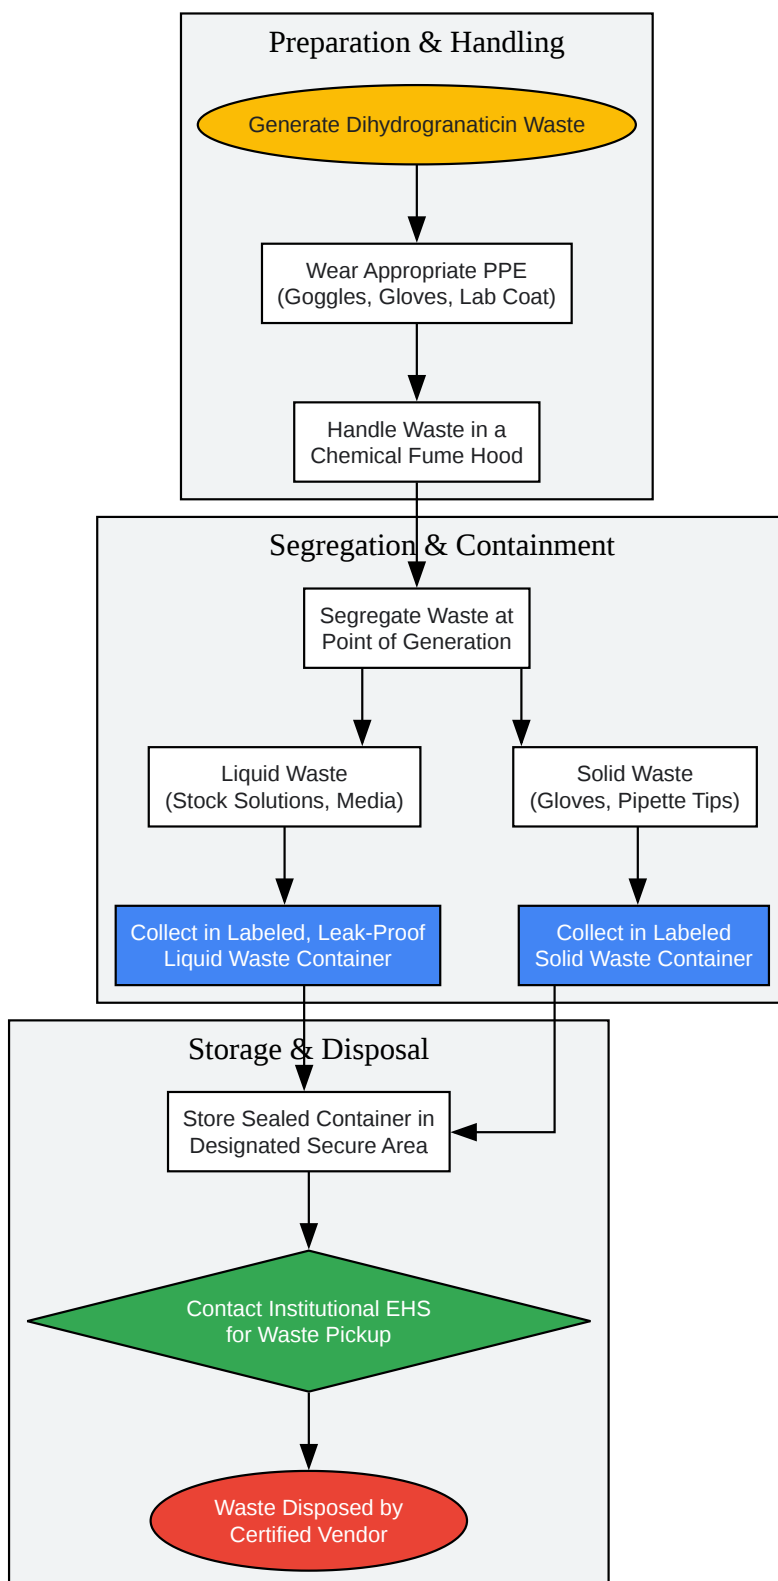 Preparation & Handling
Generate Dihydrogranaticin Waste
Wear Appropriate PPE
(Goggles, Gloves, Lab Coat)
Handle Waste in a
Chemical Fume Hood
Segregation & Containment
Segregate Waste at
Point of Generation
Liquid Waste
(Stock Solutions, Media)
Solid Waste
(Gloves, Pipette Tips)
Collect in Labeled, Leak-Proof
Liquid Waste Container
Collect in Labeled
Solid Waste Container
Storage & Disposal
Store Sealed Container in
Designated Secure Area
Contact Institutional EHS
for Waste Pickup
Waste Disposed by
Certified Vendor